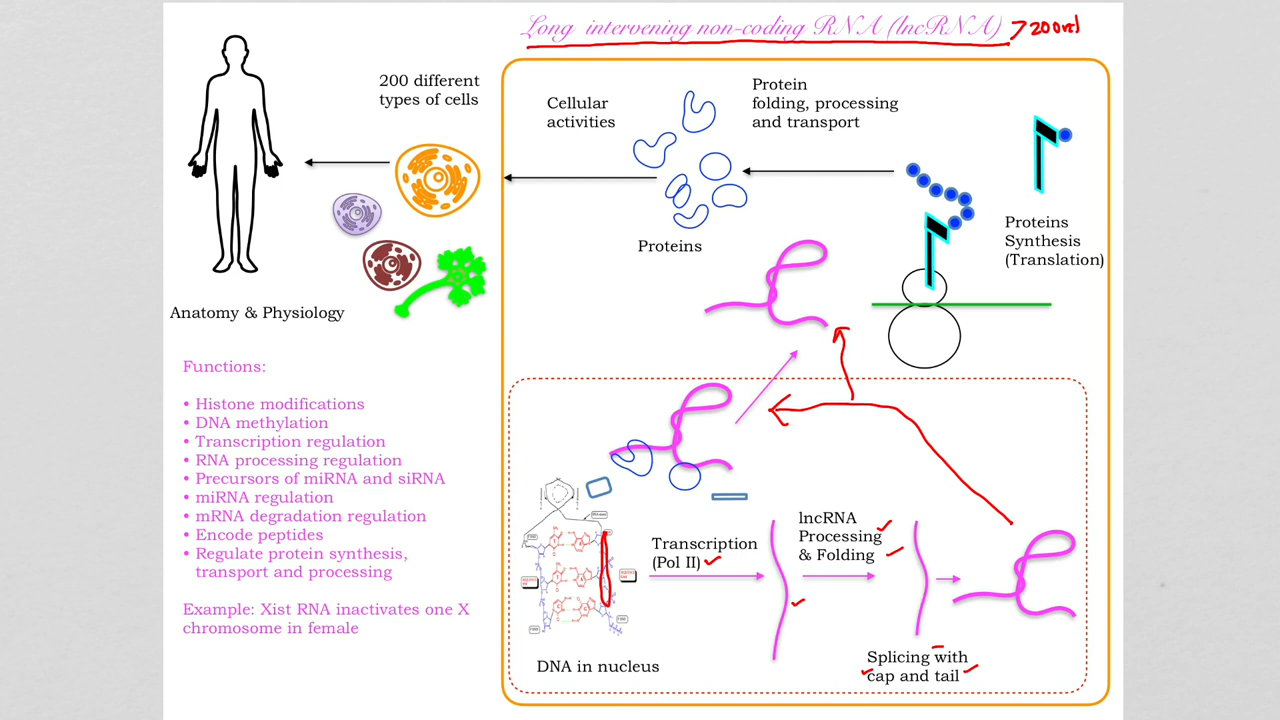 Long intervening non-coding RNA (lncRNA) >200nt
200 different
types of cells
Anatomy & Physiology
Cellular
activities
Protein
folding, processing
and transport
Proteins
Proteins
Synthesis
(Translation)
Functions:
• Histone modifications
• DNA methylation
• Transcription regulation
• RNA processing regulation
• Precursors of miRNA and siRNA
• miRNA regulation
• mRNA degradation regulation
• Encode peptides
• Regulate protein synthesis,
transport and processing
Example: Xist RNA inactivates one X
chromosome in female
DNA in nucleus
Transcription
(Pol II)
lncRNA
Processing
& Folding
Splicing with
cap and tail